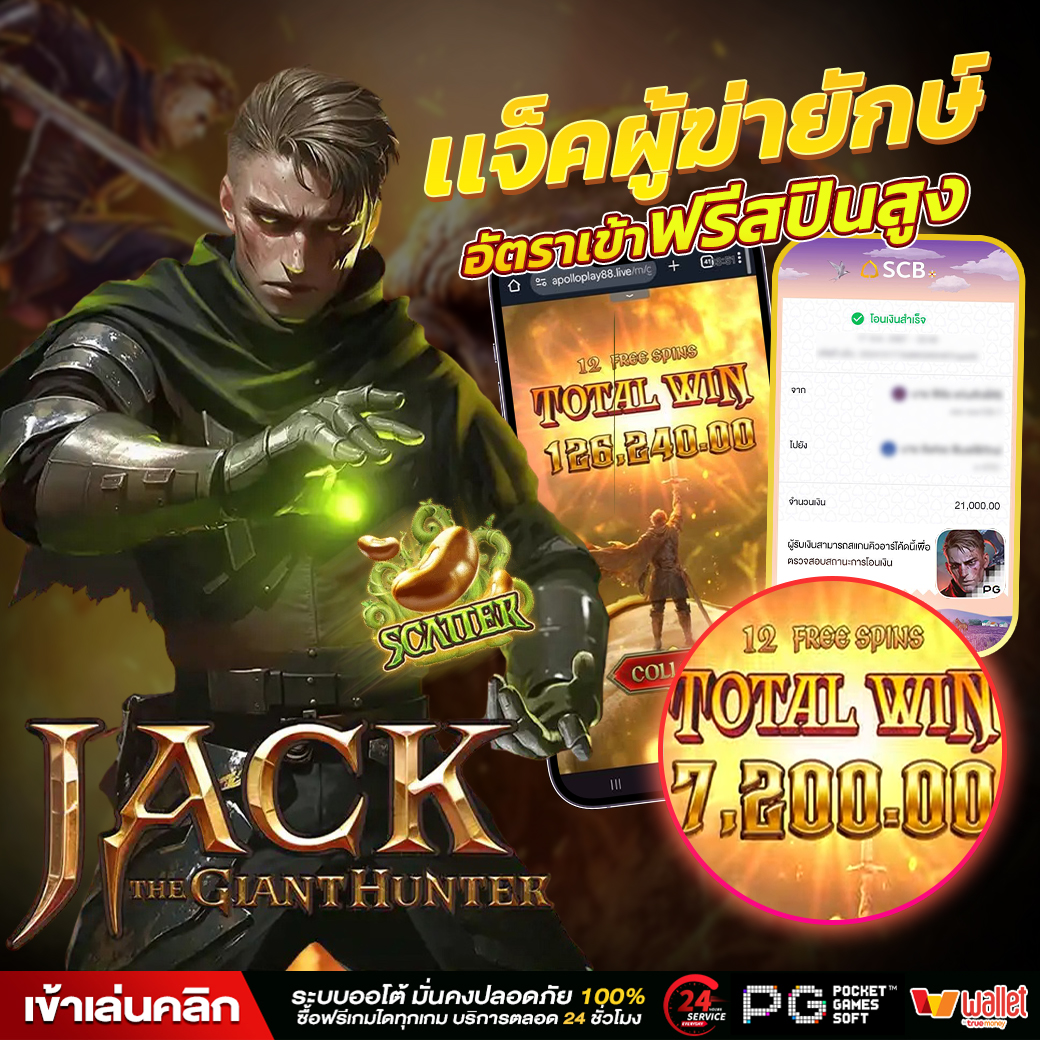 แจ็คผู้ฆ่ายักษ์
อัตราเข้าฟรีสปินสูง
apolloplay88.live/m/g
12 FREE SPINS
TOTAL WIN
126,240.00
COLL
SCB
โอนเงินสำเร็จ
จาก
ไปยัง
จำนวนเงิน
21,000.00
ผู้รับเงินสามารถสแกนคิวอาร์โค้ดนี้เพื่อ
ตรวจสอบสถานะการโอนเงิน
PG
SCATTER
12 FREE SPINS
TOTAL WIN
7,200.00
JACK
THE GIANT HUNTER
เข้าเล่นคลิก
ระบบออโต้ มั่นคงปลอดภัย 100%
ซื้อฟรีเกมได้ทุกเกม บริการตลอด 24 ชั่วโมง
24 HOURS
SERVICE
EVERYDAY
PG POCKET GAMES SOFT™
wallet
by truemoney